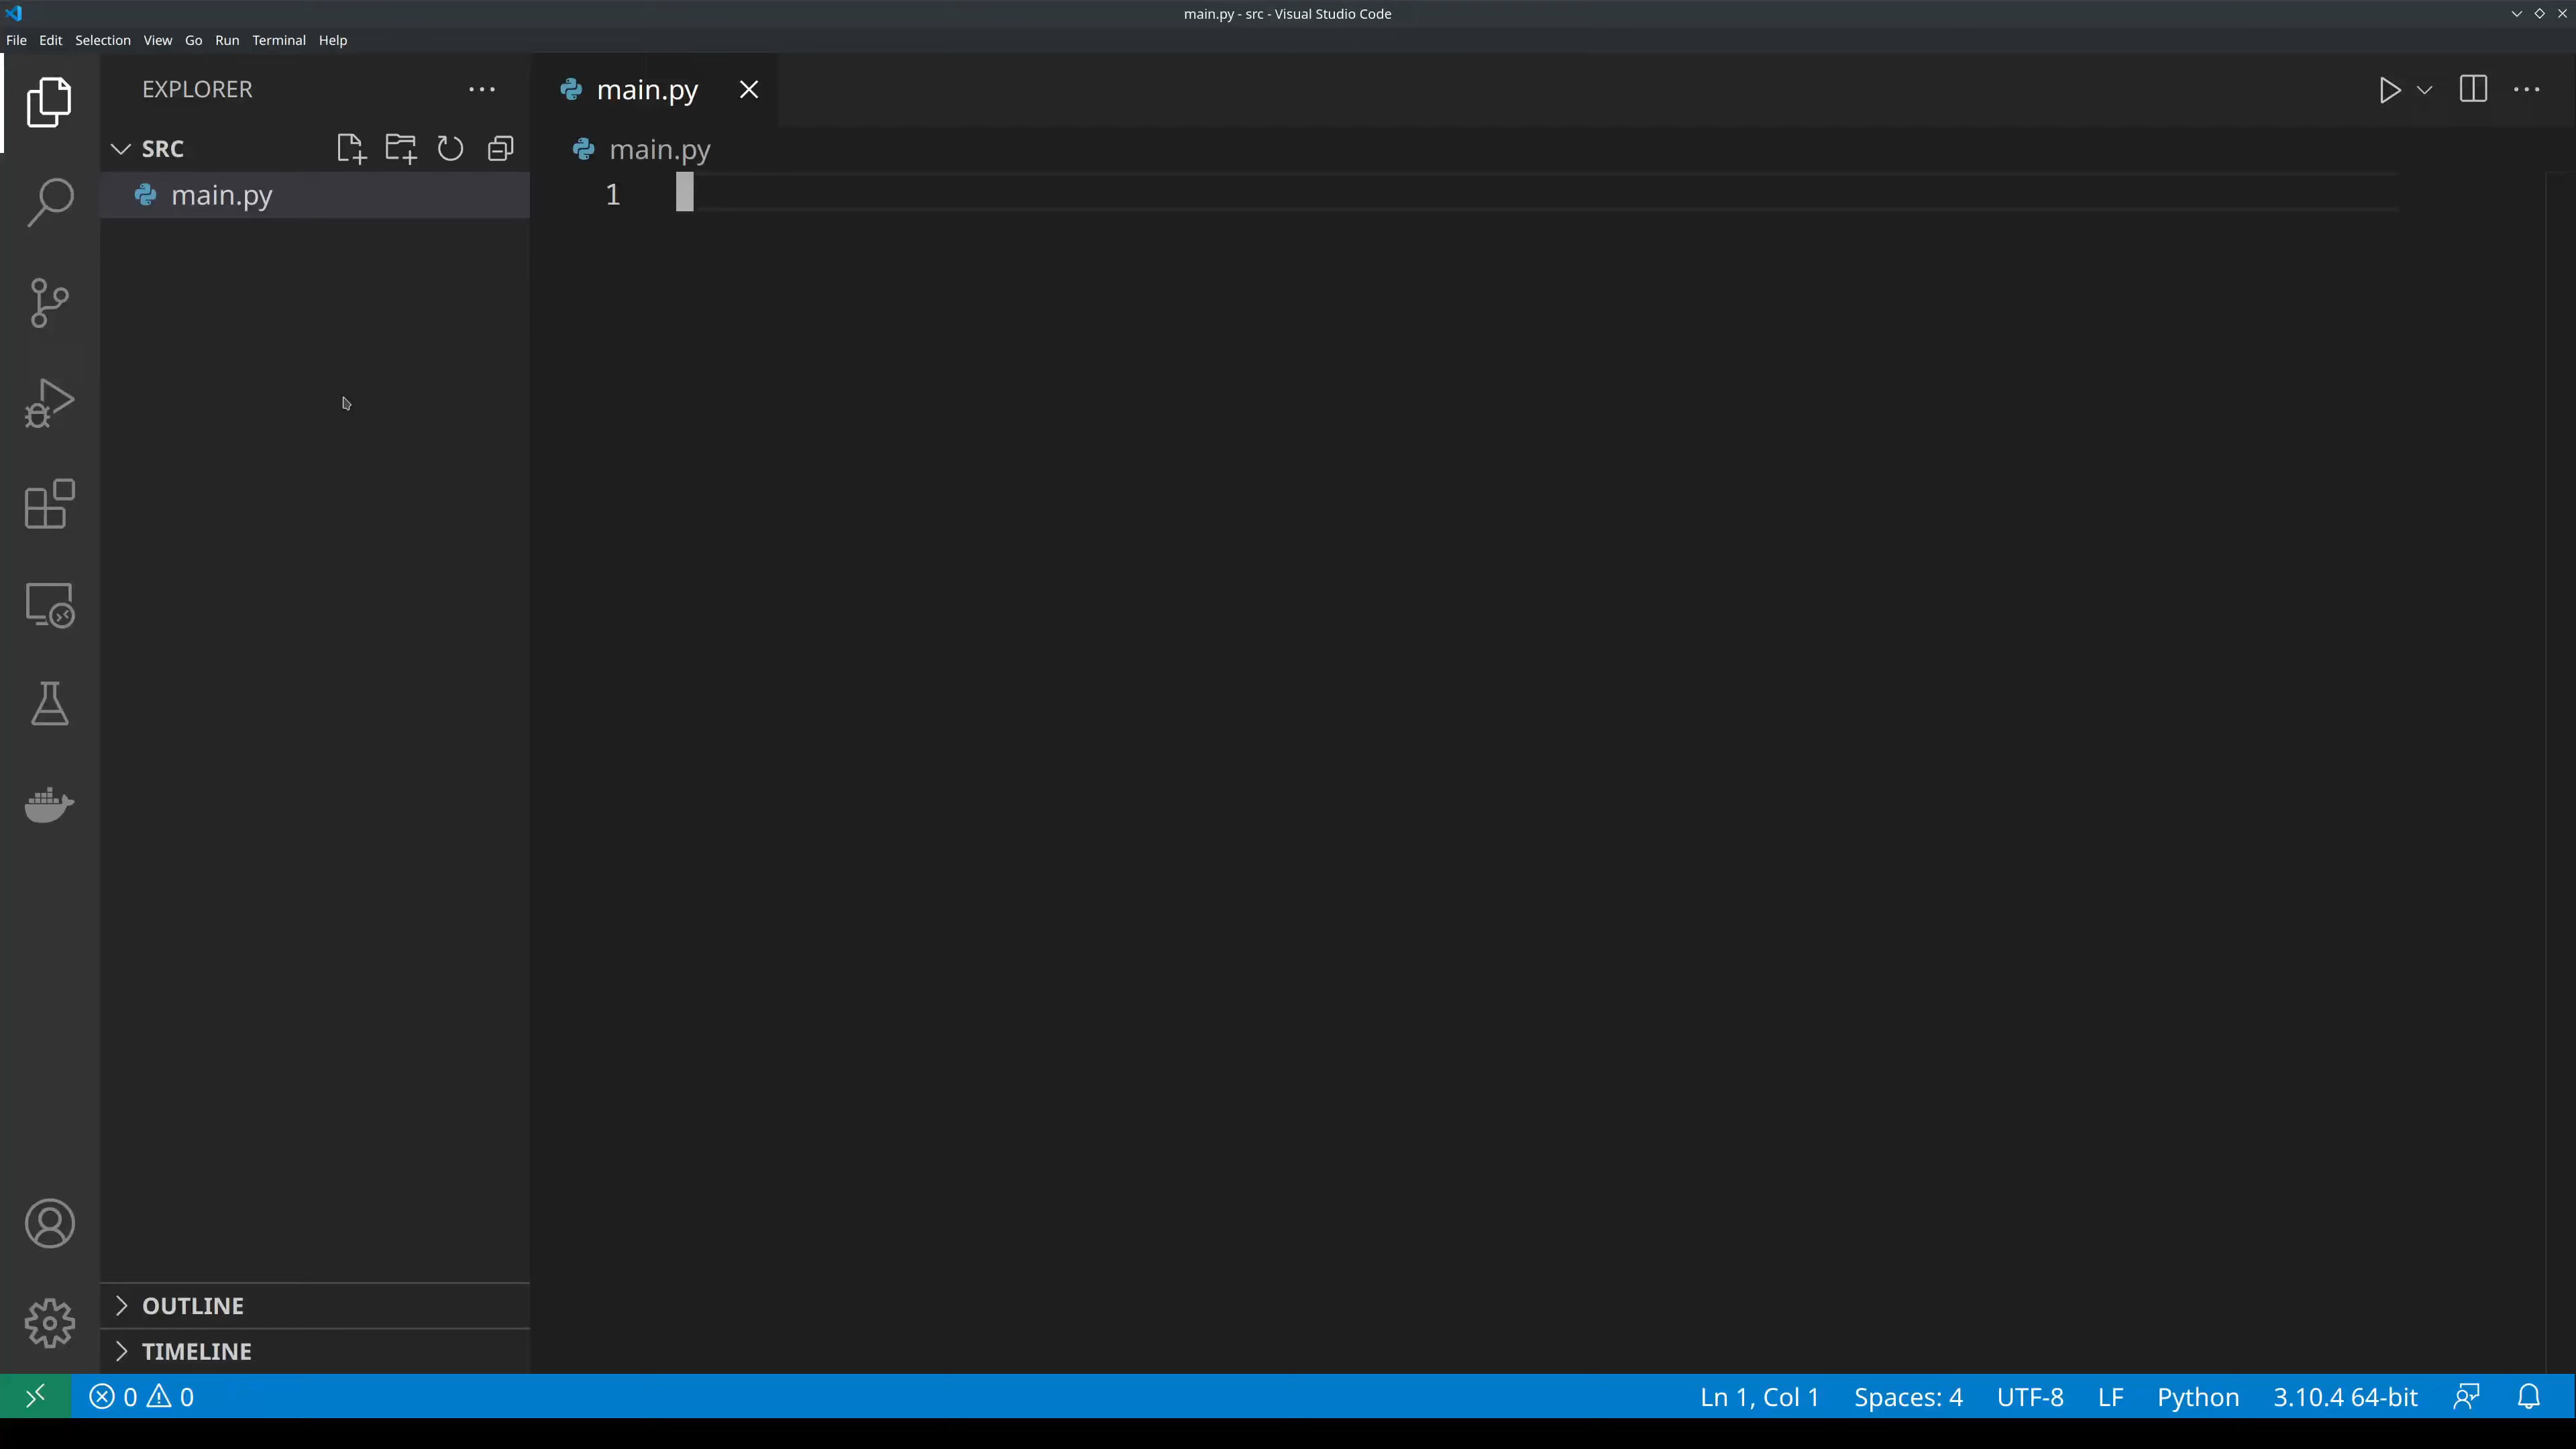 main.py - src - Visual Studio Code
File Edit Selection View Go Run Terminal Help
EXPLORER
SRC
main.py
OUTLINE
TIMELINE
main.py
main.py
1
0 0
Ln 1, Col 1 Spaces: 4 UTF-8 LF Python 3.10.4 64-bit